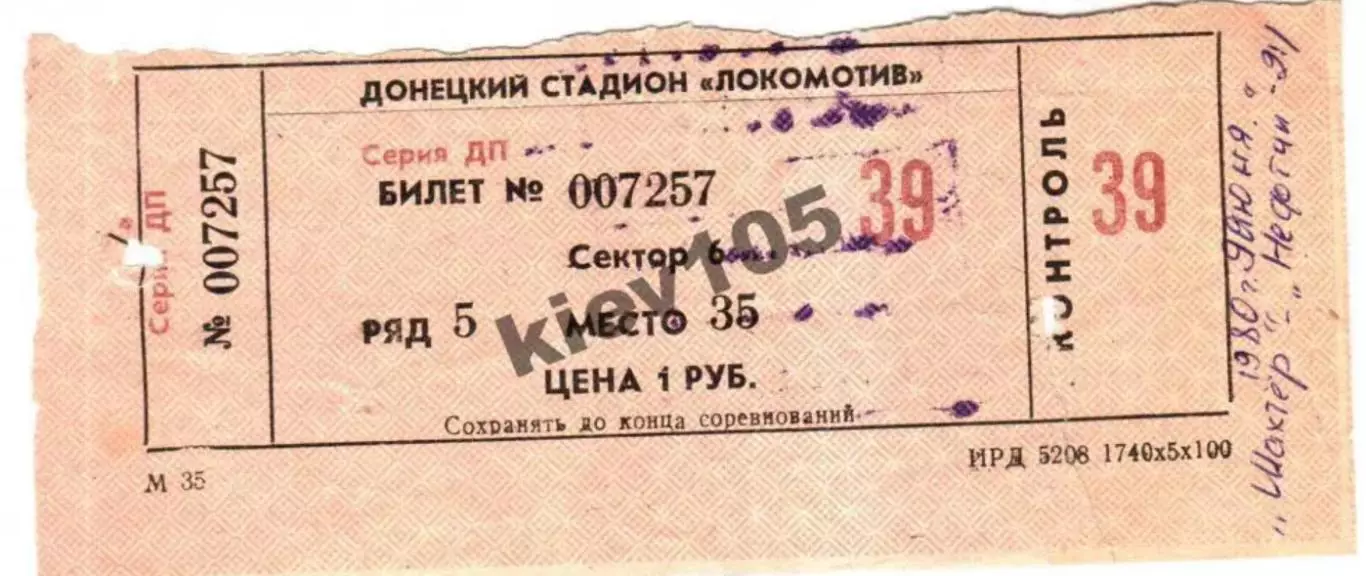 Серия ДП
№ 007257
ДОНЕЦКИЙ СТАДИОН «ЛОКОМОТИВ»
Серия ДП
БИЛЕТ № 007257
39
Сектор 6
РЯД 5 МЕСТО 35
ЦЕНА 1 РУБ.
Сохранять до конца соревнований
КОНТРОЛЬ
39
М 35
ИРД 5208 1740х5х100
kiev105
1980 г. 9 июня.
„Шахтер" - „Нефтчи -